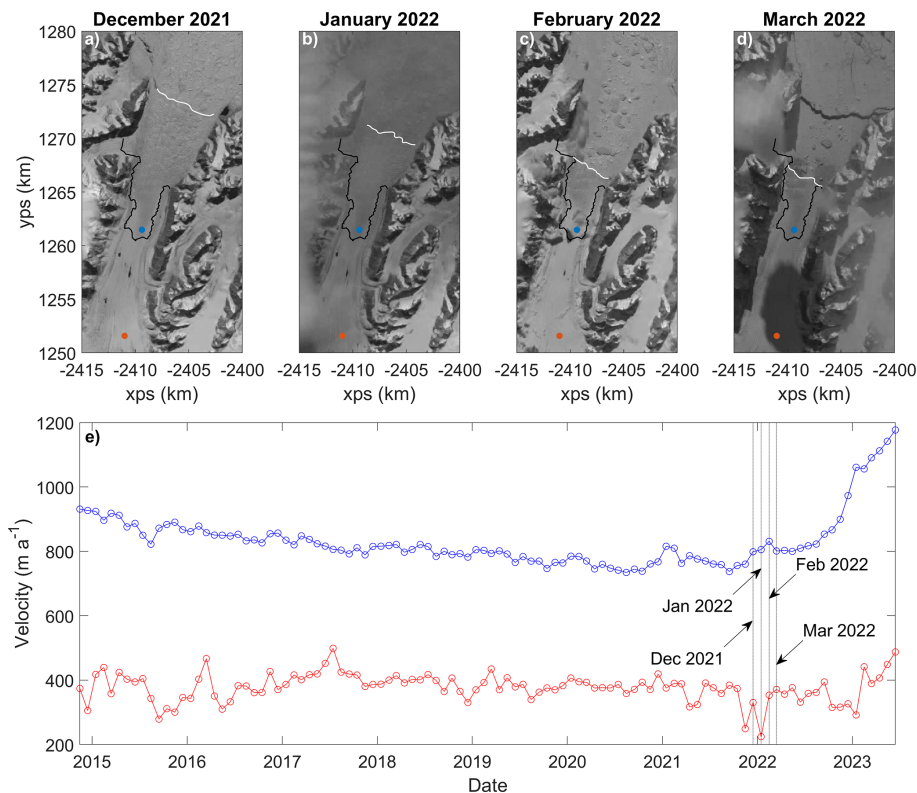 December 2021 January 2022 February 2022 March 2022
a) b) c) d)
1280
1275
1270
1265
1260
1255
1250
yps (km)
-2415 -2410 -2405 -2400 -2415 -2410 -2405 -2400 -2415 -2410 -2405 -2400 -2415 -2410 -2405 -2400
xps (km) xps (km) xps (km) xps (km)
e)
1200
1000
800
600
400
200
Velocity (m a⁻¹)
Feb 2022
Jan 2022
Mar 2022
Dec 2021
2015 2016 2017 2018 2019 2020 2021 2022 2023
Date